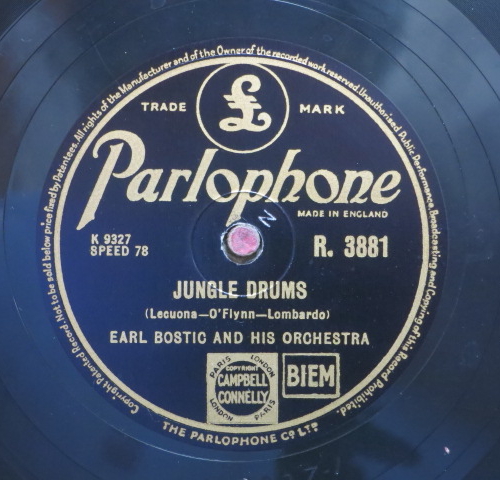 Copyright Patented Record. Not to be sold below price fixed by Patentees. All rights of the Manufacturer and of the Owner of the recorded work reserved. Unauthorised Public Performance, Broadcasting and Copying of this Record Prohibited.
£
TRADE MARK
Parlophone
MADE IN ENGLAND
N
K 9327
SPEED 78
R. 3881
JUNGLE DRUMS
(Lecuona—O'Flynn—Lombardo)
EARL BOSTIC AND HIS ORCHESTRA
PARIS LONDON
COPYRIGHT
CAMPBELL
CONNELLY
LONDON PARIS
BIEM
THE PARLOPHONE CO LTD